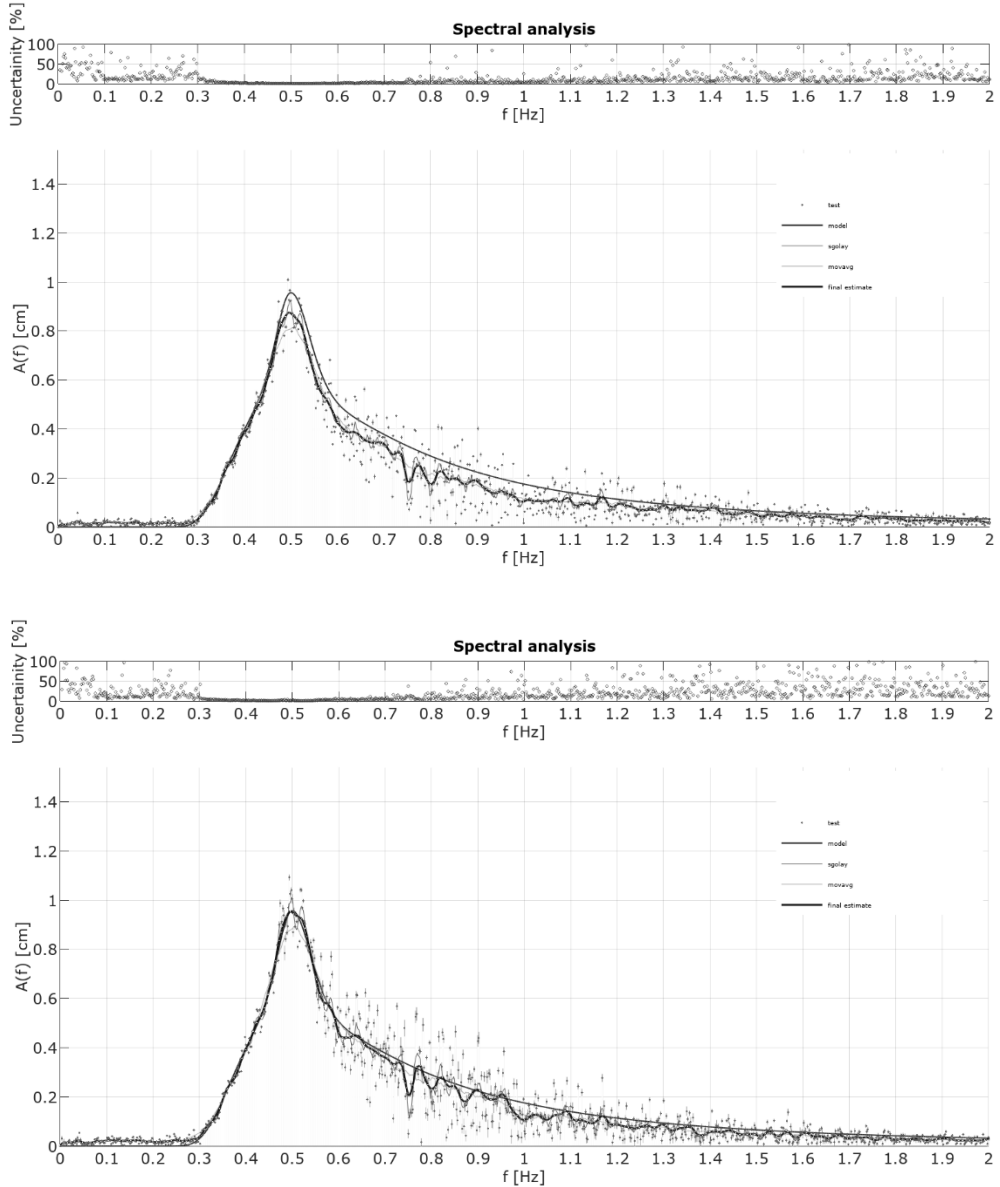 Spectral analysis
Uncertainity [%]
100
50
0
0 0.1 0.2 0.3 0.4 0.5 0.6 0.7 0.8 0.9 1 1.1 1.2 1.3 1.4 1.5 1.6 1.7 1.8 1.9 2
f [Hz]
A(f) [cm]
1.4
1.2
1
0.8
0.6
0.4
0.2
0
test
model
sgolay
movavg
final estimate
0 0.1 0.2 0.3 0.4 0.5 0.6 0.7 0.8 0.9 1 1.1 1.2 1.3 1.4 1.5 1.6 1.7 1.8 1.9 2
f [Hz]
Spectral analysis
Uncertainity [%]
100
50
0
0 0.1 0.2 0.3 0.4 0.5 0.6 0.7 0.8 0.9 1 1.1 1.2 1.3 1.4 1.5 1.6 1.7 1.8 1.9 2
f [Hz]
A(f) [cm]
1.4
1.2
1
0.8
0.6
0.4
0.2
0
test
model
sgolay
movavg
final estimate
0 0.1 0.2 0.3 0.4 0.5 0.6 0.7 0.8 0.9 1 1.1 1.2 1.3 1.4 1.5 1.6 1.7 1.8 1.9 2
f [Hz]